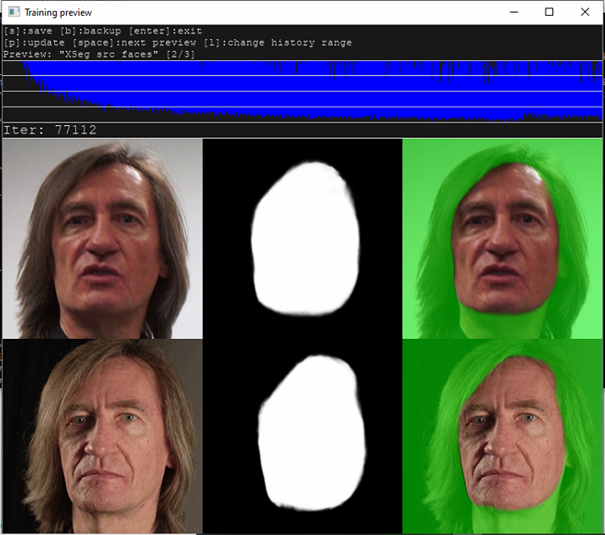 Training preview
[s]:save [b]:backup [enter]:exit
[p]:update [space]:next preview [l]:change history range
Preview: "XSeg src faces" [2/3]
Iter: 77112